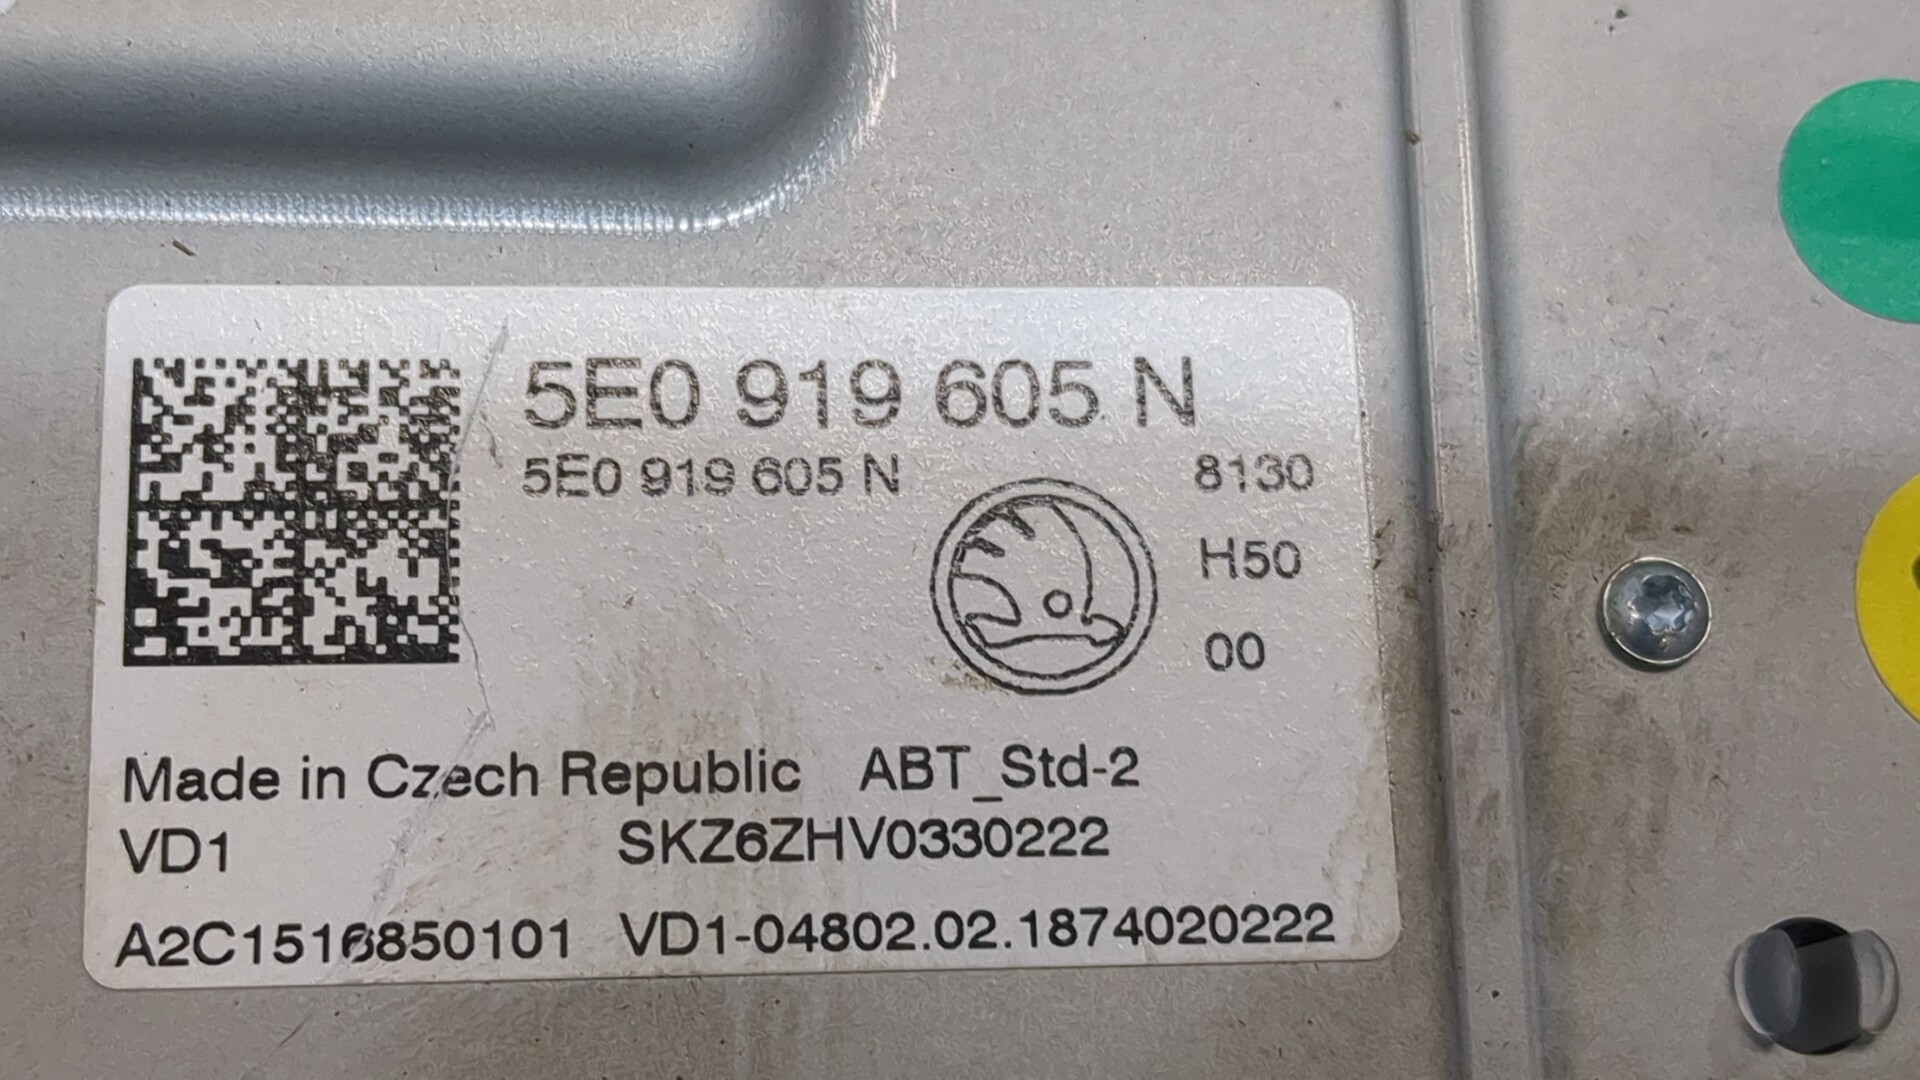 5E0 919 605 N
5E0 919 605 N 8130
H50
00
Made in Czech Republic ABT_Std-2
VD1 SKZ6ZHV0330222
A2C1516850101 VD1-04802.02.1874020222